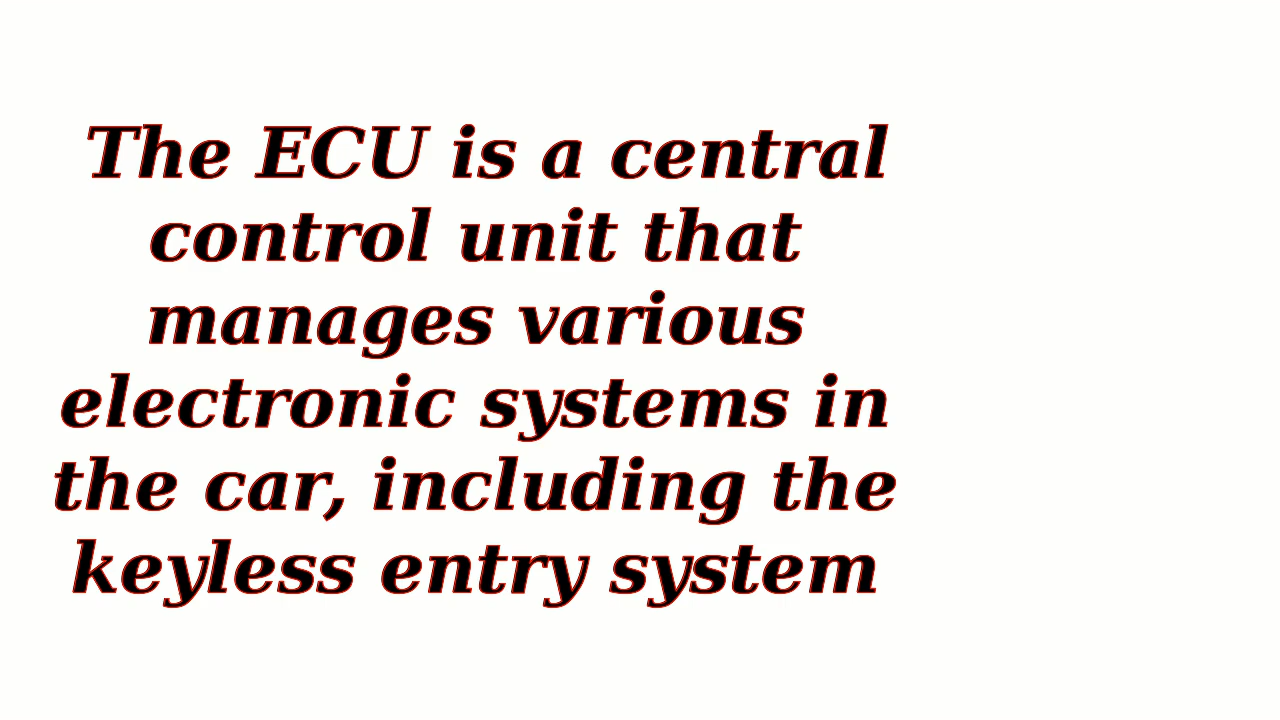 The ECU is a central
control unit that
manages various
electronic systems in
the car, including the
keyless entry system